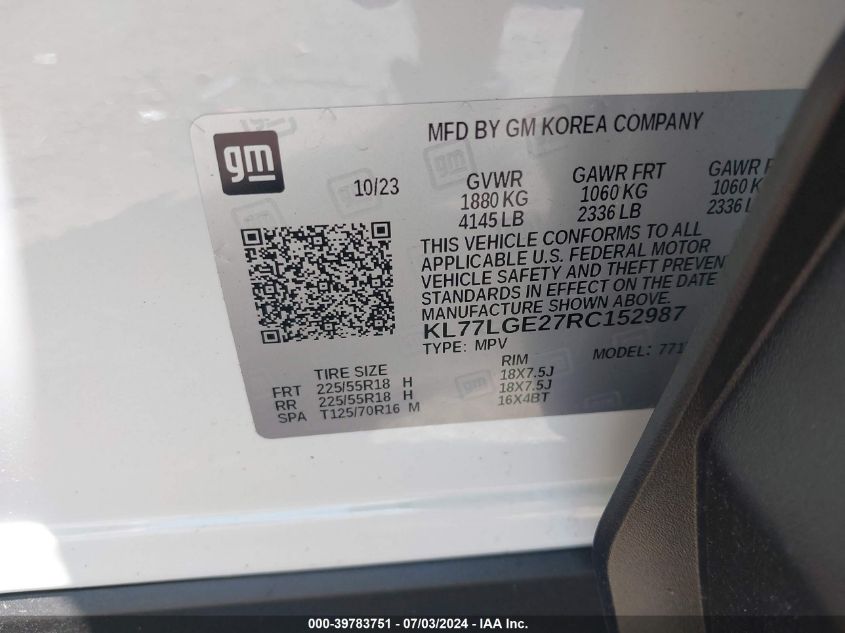 gm
MFD BY GM KOREA COMPANY
10/23
GVWR GAWR FRT GAWR
1880 KG 1060 KG 1060
4145 LB 2336 LB 2336
THIS VEHICLE CONFORMS TO ALL
APPLICABLE U.S. FEDERAL MOTOR
VEHICLE SAFETY AND THEFT PREVEN
STANDARDS IN EFFECT ON THE DATE
MANUFACTURE SHOWN ABOVE.
KL77LGE27RC152987
TYPE: MPV MODEL: 771
TIRE SIZE RIM
FRT 225/55R18 H 18X7.5J
RR 225/55R18 H 18X7.5J
SPA T125/70R16 M 16X4BT
000-39783751 / 07/03/2024 - IAA Inc.